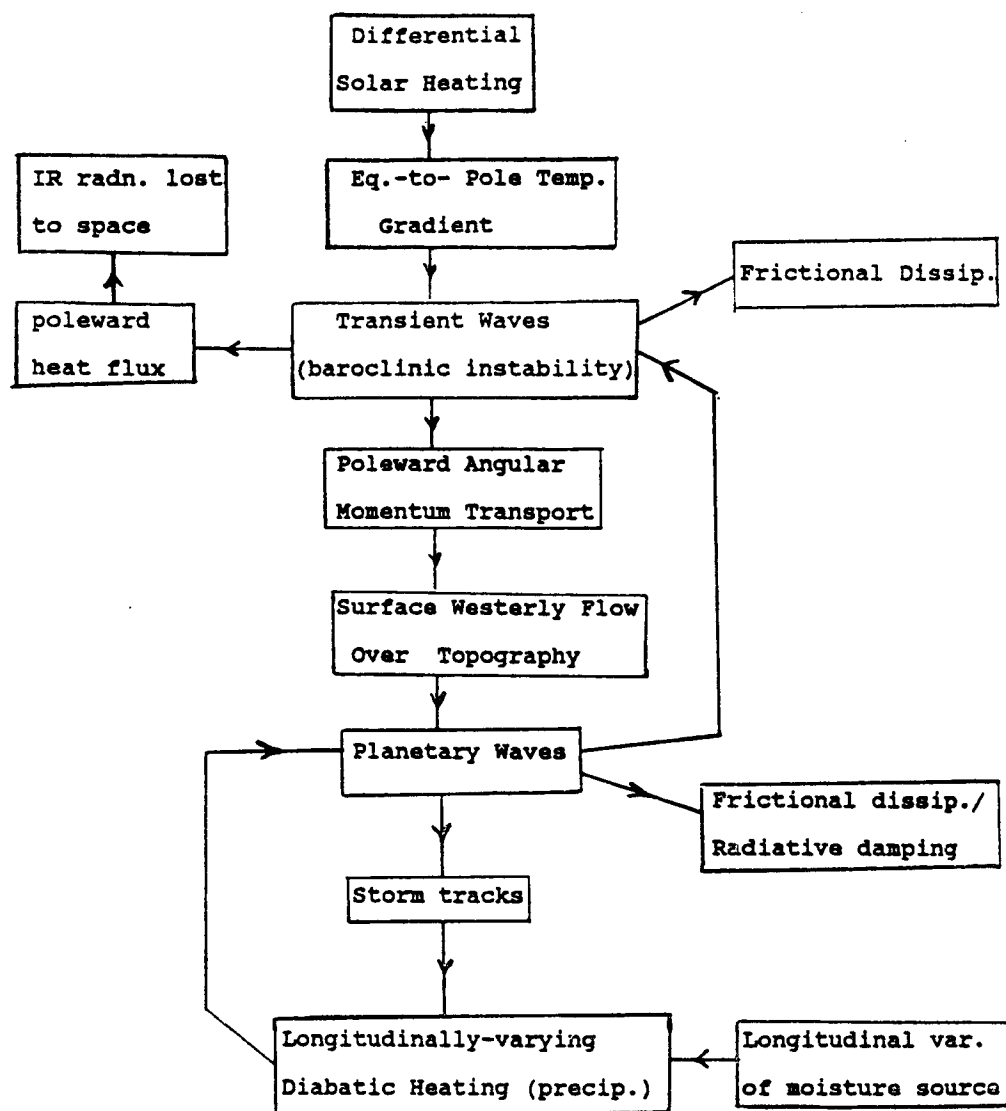 Differential
Solar Heating
IR radn. lost
to space
Eq.-to- Pole Temp.
Gradient
Frictional Dissip.
poleward
heat flux
Transient Waves
(baroclinic instability)
Poleward Angular
Momentum Transport
Surface Westerly Flow
Over Topography
Planetary Waves
Frictional dissip./
Radiative damping
Storm tracks
Longitudinally-varying
Diabatic Heating (precip.)
Longitudinal var.
of moisture source